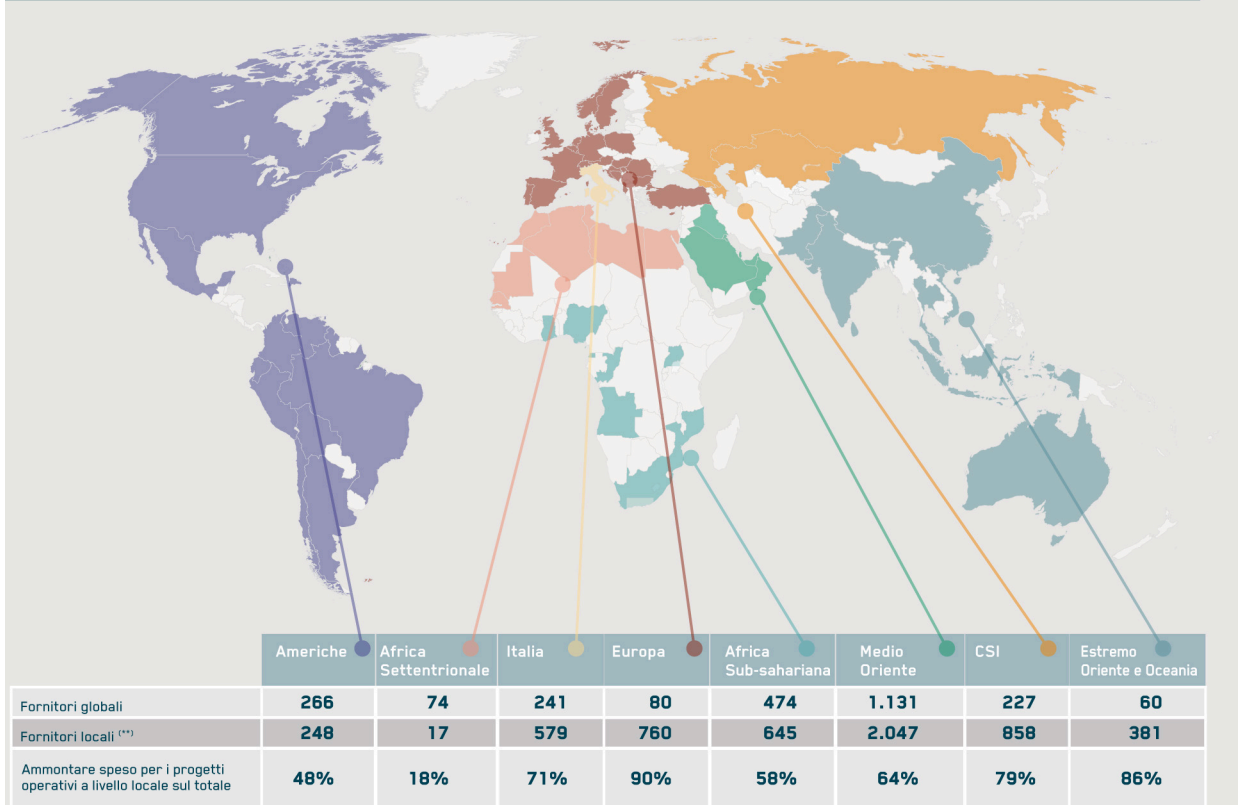 Americhe
Africa
Settentrionale
Italia
Europa
Africa
Sub-sahariana
Medio
Oriente
CSI
Estremo
Oriente e Oceania
Fornitori globali 266 74 241 80 474 1.131 227 60
Fornitori locali (**) 248 17 579 760 645 2.047 858 381
Ammontare speso per i progetti
operativi a livello locale sul totale 48% 18% 71% 90% 58% 64% 79% 86%